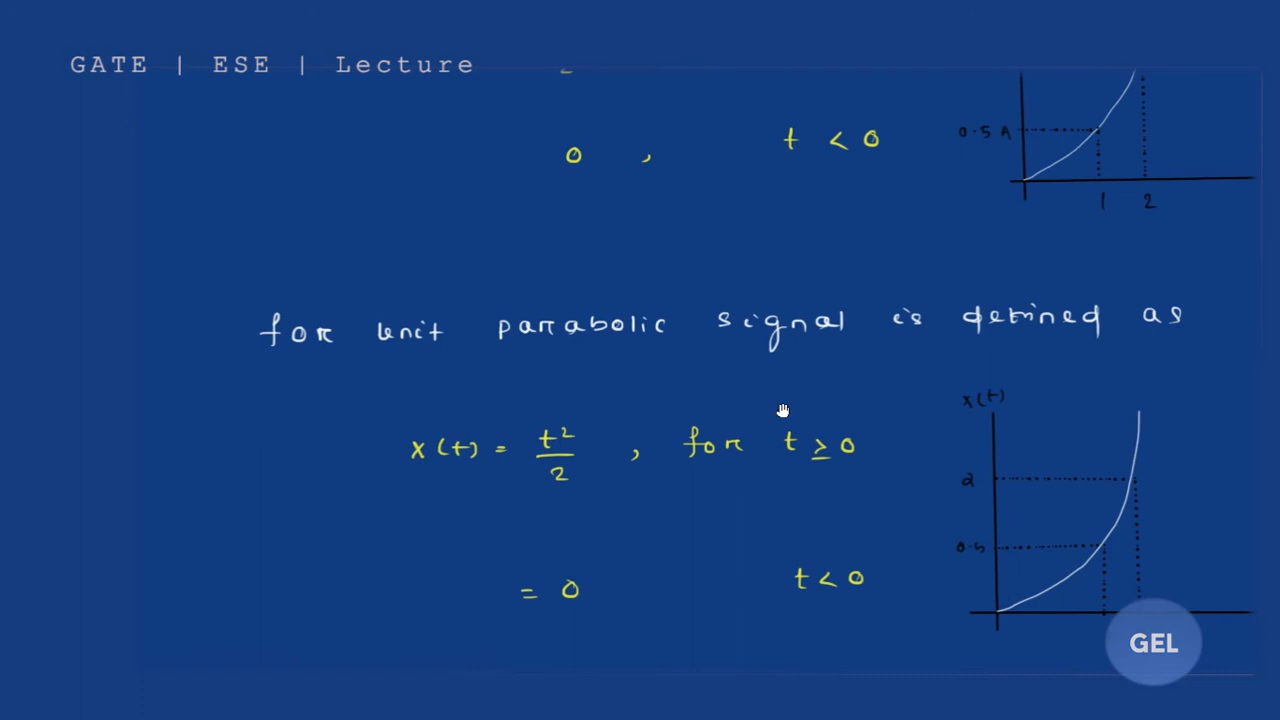 GATE | ESE | Lecture
0 , t < 0
0.5 A
1 2
for unit parabolic signal is defined as
x(t)
x(t) = t²/2 , for t ≥ 0
2
0.5
= 0 t < 0
GEL